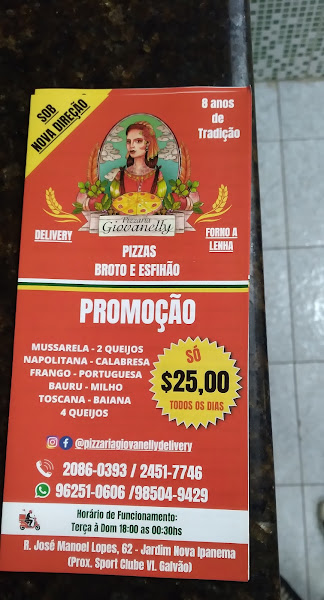 SOB
NOVA DIREÇÃO
8 anos
de
Tradição
Pizzaria
Giovanelly
DELIVERY
FORNO A
LENHA
PIZZAS
BROTO E ESFIHÃO
PROMOÇÃO
MUSSARELA - 2 QUEIJOS
NAPOLITANA - CALABRESA
FRANGO - PORTUGUESA
BAURU - MILHO
TOSCANA - BAIANA
4 QUEIJOS
SÓ
$25,00
TODOS OS DIAS
@pizzariagiovanellydelivery
2086-0393 / 2451-7746
96251-0606 /98504-9429
Horário de Funcionamento:
Terça à Dom 18:00 as 00:30hs
R. José Manoel Lopes, 62 - Jardim Nova Ipanema
(Prox. Sport Clube VL Galvão)